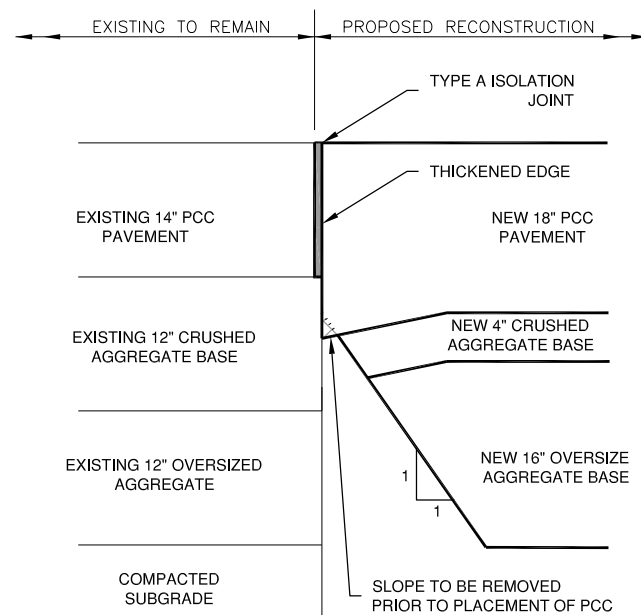 EXISTING TO REMAIN
PROPOSED RECONSTRUCTION
TYPE A ISOLATION
JOINT
THICKENED EDGE
EXISTING 14" PCC
PAVEMENT
NEW 18" PCC
PAVEMENT
EXISTING 12" CRUSHED
AGGREGATE BASE
NEW 4" CRUSHED
AGGREGATE BASE
EXISTING 12" OVERSIZED
AGGREGATE
NEW 16" OVERSIZE
AGGREGATE BASE
1
1
COMPACTED
SUBGRADE
SLOPE TO BE REMOVED
PRIOR TO PLACEMENT OF PCC